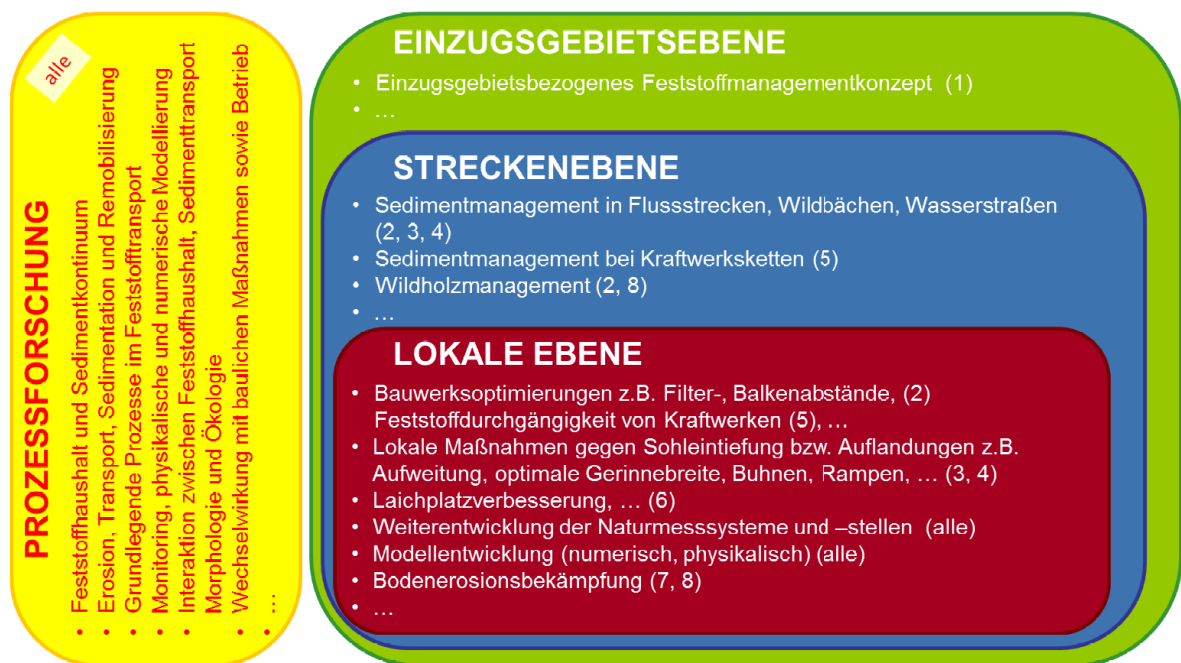 alle
PROZESSFORSCHUNG
• Feststoffhaushalt und Sedimentkontinuum
• Erosion, Transport, Sedimentation und Remobilisierung
• Grundlegende Prozesse im Feststofftransport
• Monitoring, physikalische und numerische Modellierung
• Interaktion zwischen Feststoffhaushalt, Sedimenttransport
Morphologie und Ökologie
• Wechselwirkung mit baulichen Maßnahmen sowie Betrieb
• …
EINZUGSGEBIETSEBENE
• Einzugsgebietsbezogenes Feststoffmanagementkonzept (1)
• …
STRECKENEBENE
• Sedimentmanagement in Flussstrecken, Wildbächen, Wasserstraßen
(2, 3, 4)
• Sedimentmanagement bei Kraftwerksketten (5)
• Wildholzmanagement (2, 8)
• …
LOKALE EBENE
• Bauwerksoptimierungen z.B. Filter-, Balkenabstände, (2)
Feststoffdurchgängigkeit von Kraftwerken (5), …
• Lokale Maßnahmen gegen Sohleintiefung bzw. Auflandungen z.B.
Aufweitung, optimale Gerinnebreite, Buhnen, Rampen, … (3, 4)
• Laichplatzverbesserung, … (6)
• Weiterentwicklung der Naturmesssysteme und –stellen (alle)
• Modellentwicklung (numerisch, physikalisch) (alle)
• Bodenerosionsbekämpfung (7, 8)
• …